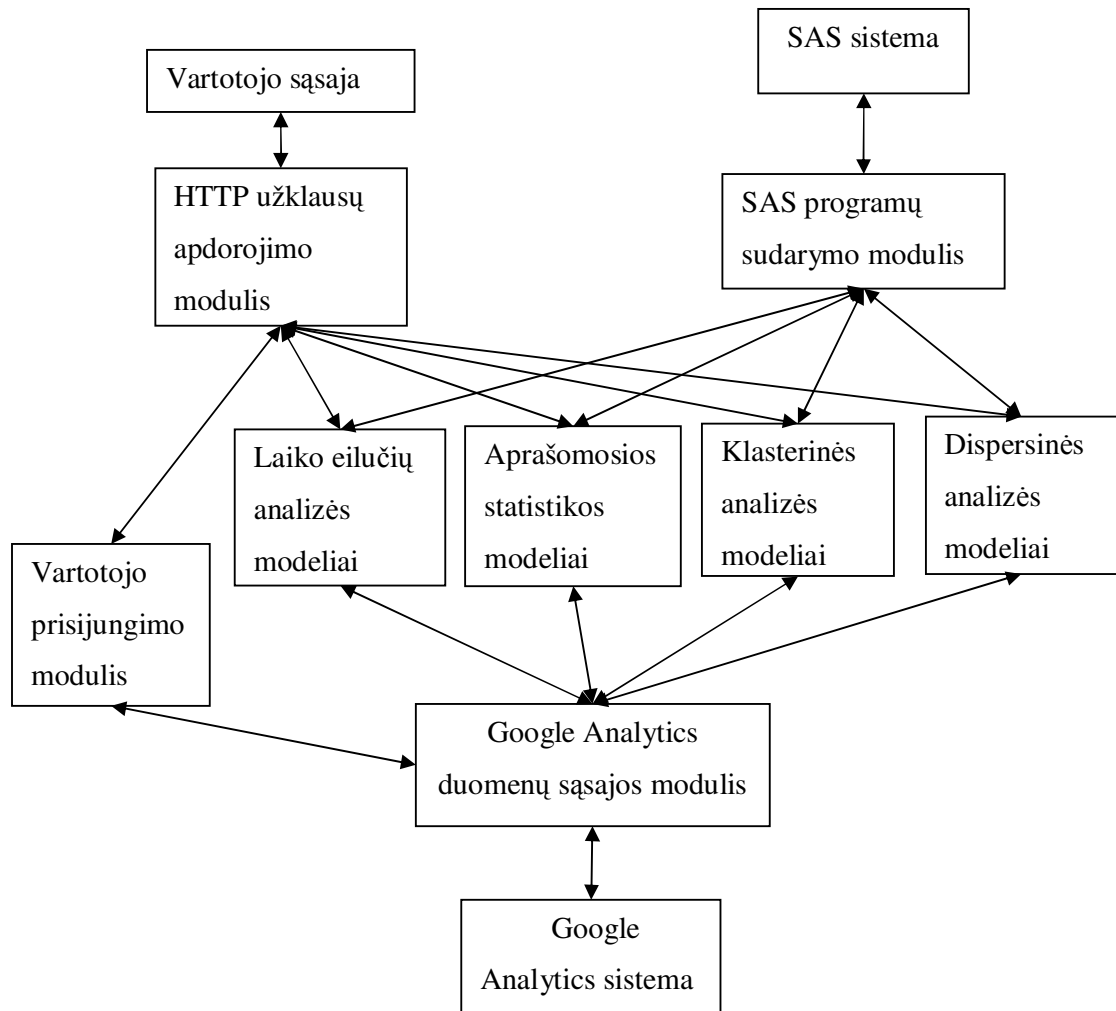 SAS sistema
Vartotojo sąsaja
HTTP užklausų
apdorojimo
modulis
SAS programų
sudarymo modulis
Laiko eilučių
analizės
modeliai
Aprašomosios
statistikos
modeliai
Klasterinės
analizės
modeliai
Dispersinės
analizės
modeliai
Vartotojo
prisijungimo
modulis
Google Analytics
duomenų sąsajos modulis
Google
Analytics sistema